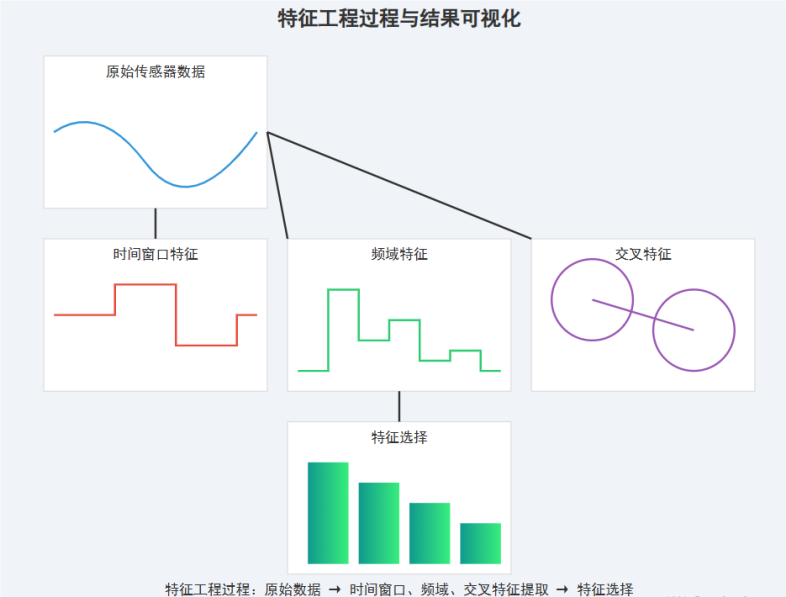 特征工程过程与结果可视化
原始传感器数据
时间窗口特征
频域特征
交叉特征
特征选择
特征工程过程：原始数据 → 时间窗口、频域、交叉特征提取 → 特征选择